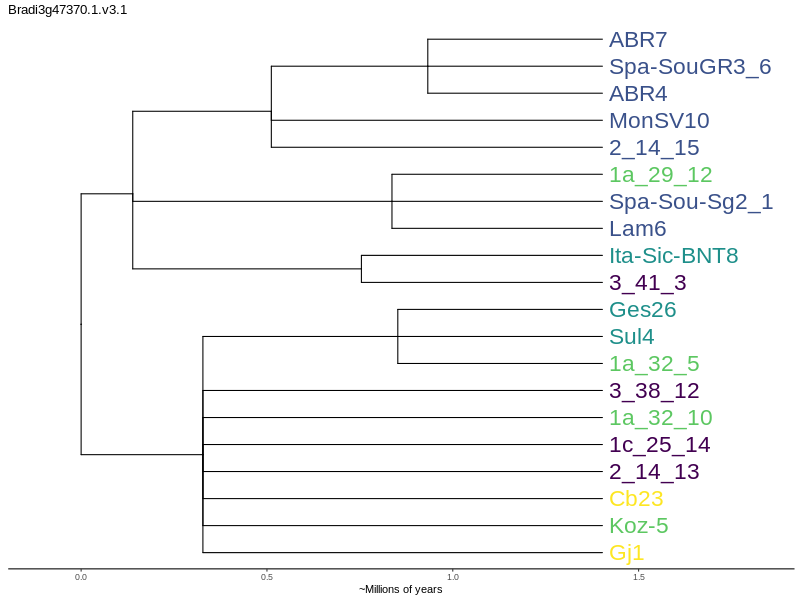 Bradi3g47370.1.v3.1
ABR7
Spa-SouGR3_6
ABR4
MonSV10
2_14_15
1a_29_12
Spa-Sou-Sg2_1
Lam6
Ita-Sic-BNT8
3_41_3
Ges26
Sul4
1a_32_5
3_38_12
1a_32_10
1c_25_14
2_14_13
Cb23
Koz-5
Gj1
0.0 0.5 1.0 1.5
~Millions of years